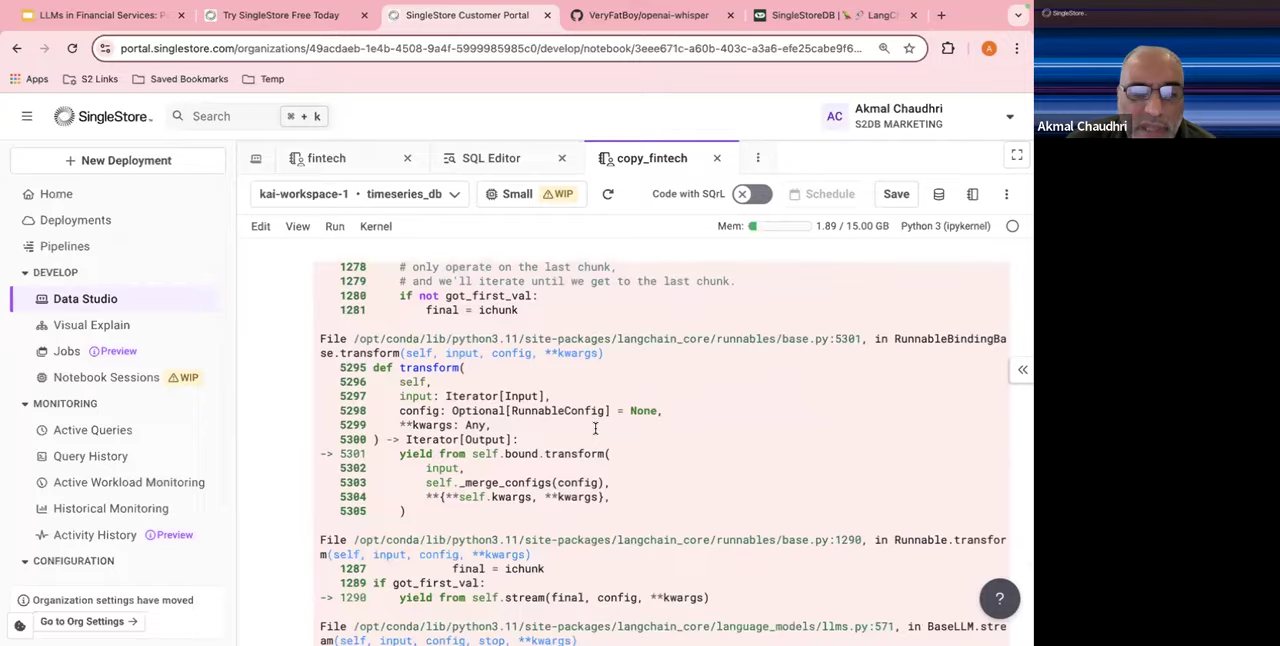 LLMs in Financial Services: P
Try SingleStore Free Today
SingleStore Customer Portal
VeryFatBoy/openai-whisper
SingleStoreDB | 🦜🔗 LangC
portal.singlestore.com/organizations/49acdaeb-1e4b-4508-9a4f-5999985985c0/develop/notebook/3eee671c-a60b-403c-a3a6-efe25cabe9f6...
A
Apps
S2 Links
Saved Bookmarks
Temp
SingleStore
Search
⌘ + k
AC
Akmal Chaudhri
S2DB MARKETING
+ New Deployment
Home
Deployments
Pipelines
DEVELOP
Data Studio
Visual Explain
Jobs
Preview
Notebook Sessions
WIP
MONITORING
Active Queries
Query History
Active Workload Monitoring
Historical Monitoring
Activity History
Preview
CONFIGURATION
Organization settings have moved
Go to Org Settings →
fintech
SQL Editor
copy_fintech
kai-workspace-1 • timeseries_db
Small
WIP
Code with SQrL
Schedule
Save
Edit
View
Run
Kernel
Mem:
1.89 / 15.00 GB
Python 3 (ipykernel)
1278 # only operate on the last chunk,
1279 # and we'll iterate until we get to the last chunk.
1280 if not got_first_val:
1281 final = ichunk
File /opt/conda/lib/python3.11/site-packages/langchain_core/runnables/base.py:5301, in RunnableBindingBa
se.transform(self, input, config, **kwargs)
5295 def transform(
5296 self,
5297 input: Iterator[Input],
5298 config: Optional[RunnableConfig] = None,
5299 **kwargs: Any,
5300 ) -> Iterator[Output]:
-> 5301 yield from self.bound.transform(
5302 input,
5303 self._merge_configs(config),
5304 **{**self.kwargs, **kwargs},
5305 )
File /opt/conda/lib/python3.11/site-packages/langchain_core/runnables/base.py:1290, in Runnable.transfor
m(self, input, config, **kwargs)
1287 final = ichunk
1289 if got_first_val:
-> 1290 yield from self.stream(final, config, **kwargs)
File /opt/conda/lib/python3.11/site-packages/langchain_core/language_models/llms.py:571, in BaseLLM.stre
am(self, input, config, stop, **kwargs)
?
SingleStore
Akmal Chaudhri